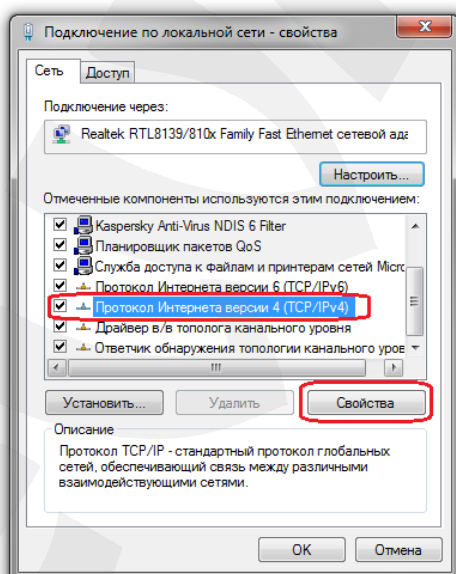 Подключение по локальной сети - свойства
Сеть
Доступ
Подключение через:
Realtek RTL8139/810x Family Fast Ethernet сетевой ада
Настроить...
Отмеченные компоненты используются этим подключением:
Kaspersky Anti-Virus NDIS 6 Filter
Планировщик пакетов QoS
Служба доступа к файлам и принтерам сетей Micro
Протокол Интернета версии 6 (TCP/IPv6)
Протокол Интернета версии 4 (TCP/IPv4)
Драйвер в/в тополога канального уровня
Ответчик обнаружения топологии канального уров
Установить...
Удалить
Свойства
Описание
Протокол TCP/IP - стандартный протокол глобальных
сетей, обеспечивающий связь между различными
взаимодействующими сетями.
OK
Отмена